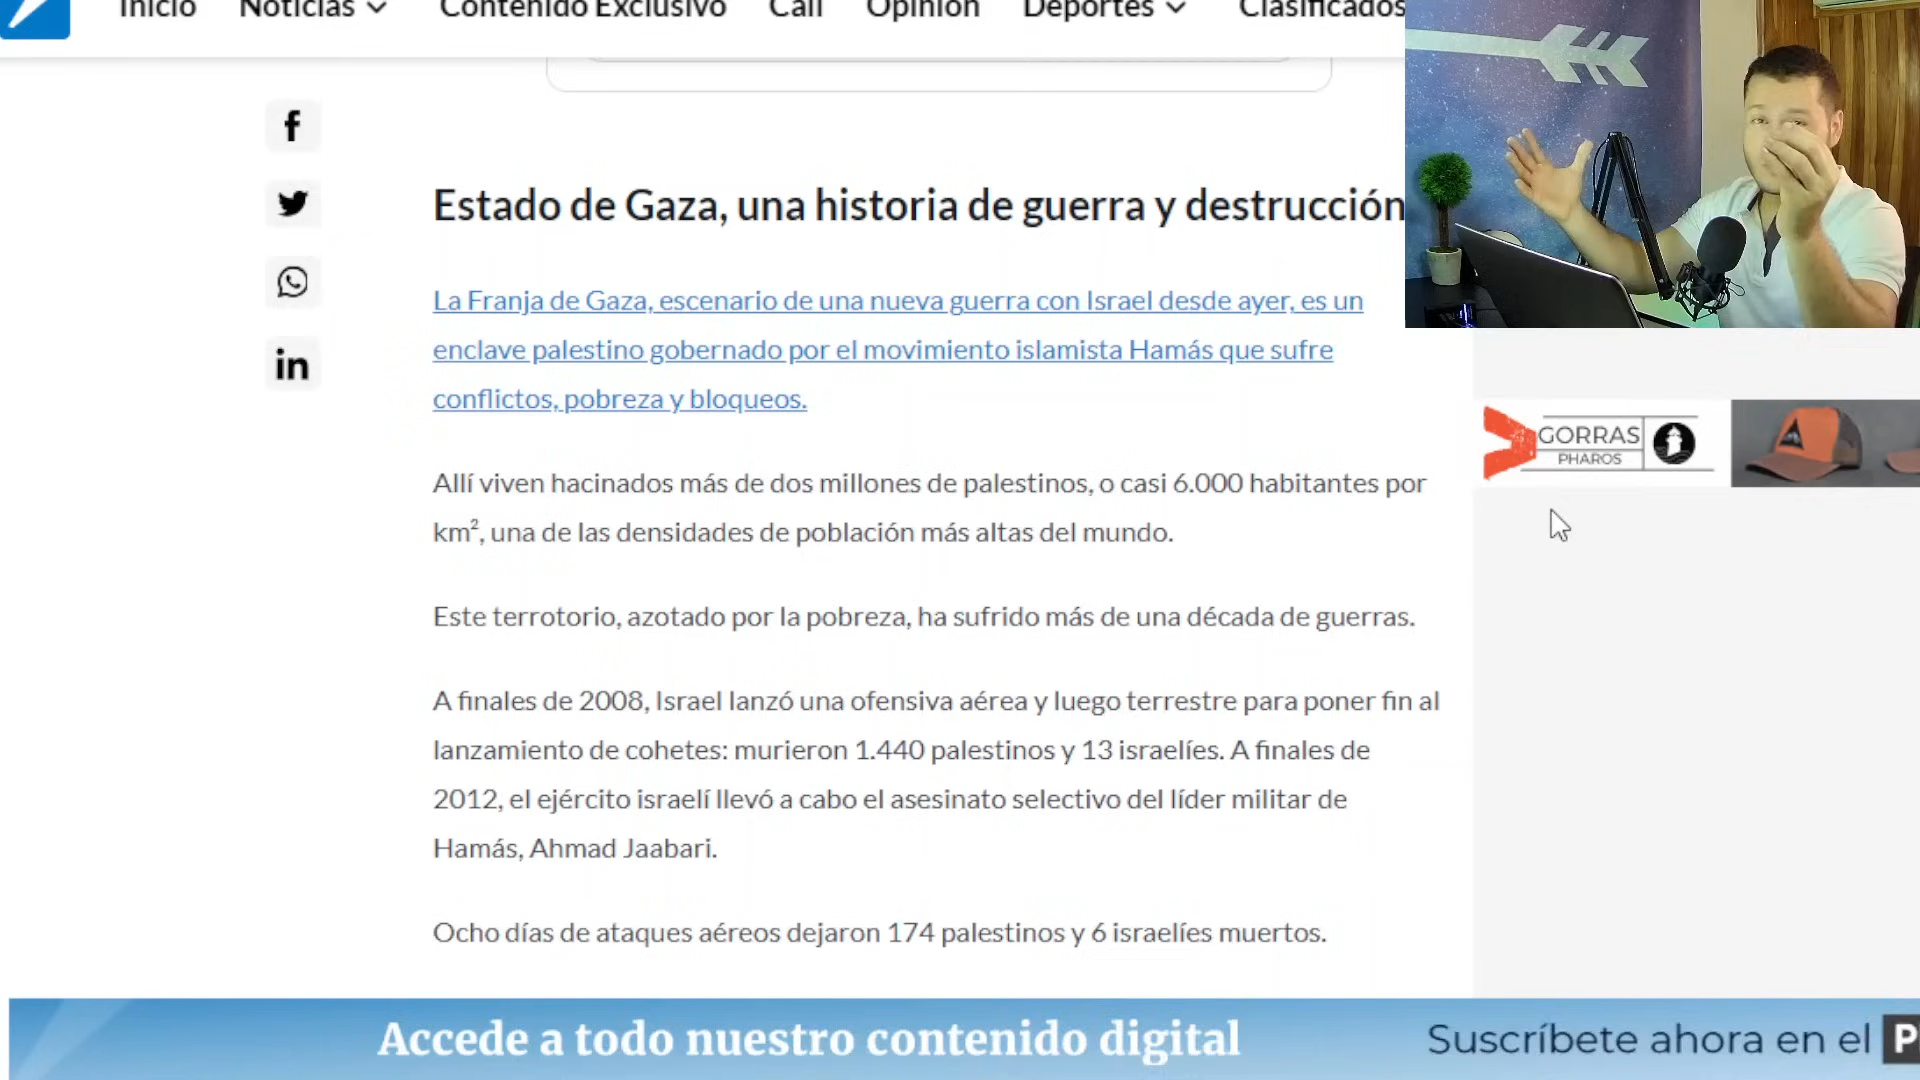 Inicio Noticias Contenido Exclusivo Cali Opinión Deportes Clasificados
Estado de Gaza, una historia de guerra y destrucción
La Franja de Gaza, escenario de una nueva guerra con Israel desde ayer, es un
enclave palestino gobernado por el movimiento islamista Hamás que sufre
conflictos, pobreza y bloqueos.
GORRAS
PHAROS
Allí viven hacinados más de dos millones de palestinos, o casi 6.000 habitantes por
km², una de las densidades de población más altas del mundo.
Este terrotorio, azotado por la pobreza, ha sufrido más de una década de guerras.
A finales de 2008, Israel lanzó una ofensiva aérea y luego terrestre para poner fin al
lanzamiento de cohetes: murieron 1.440 palestinos y 13 israelíes. A finales de
2012, el ejército israelí llevó a cabo el asesinato selectivo del líder militar de
Hamás, Ahmad Jaabari.
Ocho días de ataques aéreos dejaron 174 palestinos y 6 israelíes muertos.
Accede a todo nuestro contenido digital
Suscríbete ahora en el P